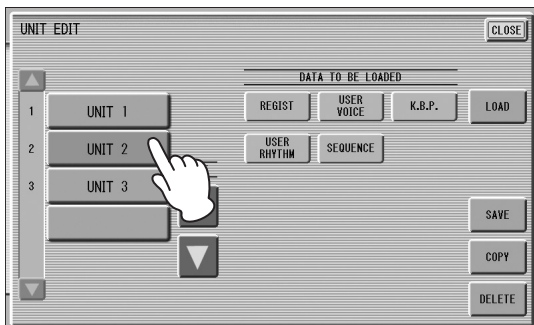 UNIT EDIT
CLOSE
DATA TO BE LOADED
1
UNIT 1
REGIST
USER
VOICE
K.B.P.
LOAD
2
UNIT 2
USER
RHYTHM
SEQUENCE
3
UNIT 3
SAVE
COPY
DELETE